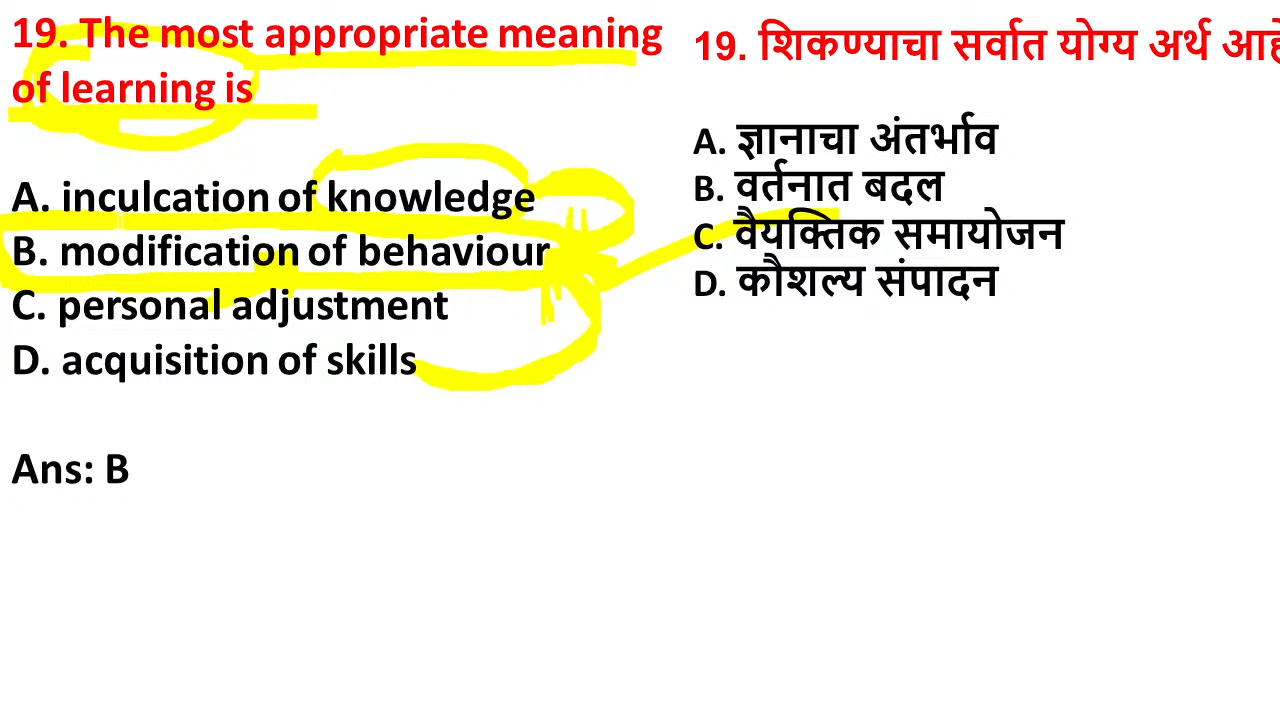 19. The most appropriate meaning
of learning is
A. inculcation of knowledge
B. modification of behaviour
C. personal adjustment
D. acquisition of skills
Ans: B
19. शिकण्याचा सर्वात योग्य अर्थ आहे
A. ज्ञानाचा अंतर्भाव
B. वर्तनात बदल
C. वैयक्तिक समायोजन
D. कौशल्य संपादन